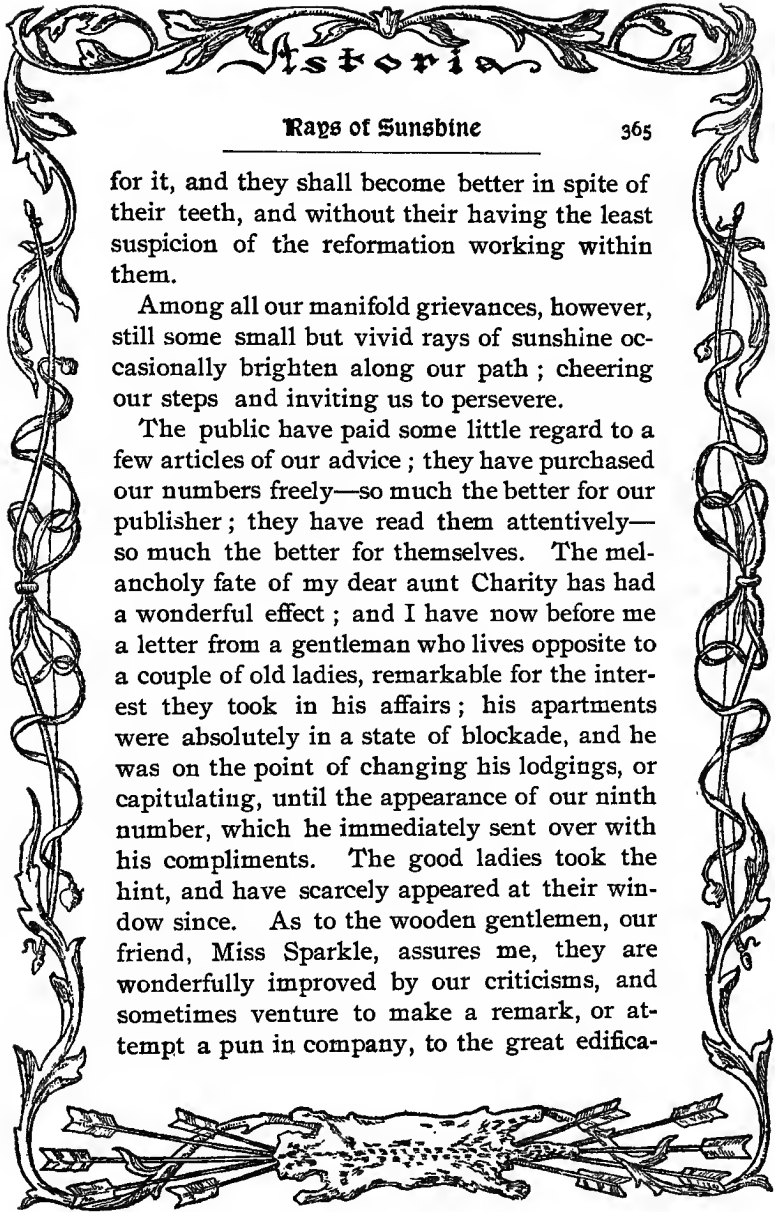 Astoria
Rays of Sunshine 365
for it, and they shall become better in spite of
their teeth, and without their having the least
suspicion of the reformation working within
them.
Among all our manifold grievances, however,
still some small but vivid rays of sunshine oc-
casionally brighten along our path ; cheering
our steps and inviting us to persevere.
The public have paid some little regard to a
few articles of our advice ; they have purchased
our numbers freely—so much the better for our
publisher ; they have read them attentively—
so much the better for themselves. The mel-
ancholy fate of my dear aunt Charity has had
a wonderful effect ; and I have now before me
a letter from a gentleman who lives opposite to
a couple of old ladies, remarkable for the inter-
est they took in his affairs ; his apartments
were absolutely in a state of blockade, and he
was on the point of changing his lodgings, or
capitulating, until the appearance of our ninth
number, which he immediately sent over with
his compliments. The good ladies took the
hint, and have scarcely appeared at their win-
dow since. As to the wooden gentlemen, our
friend, Miss Sparkle, assures me, they are
wonderfully improved by our criticisms, and
sometimes venture to make a remark, or at-
tempt a pun in company, to the great edifica-